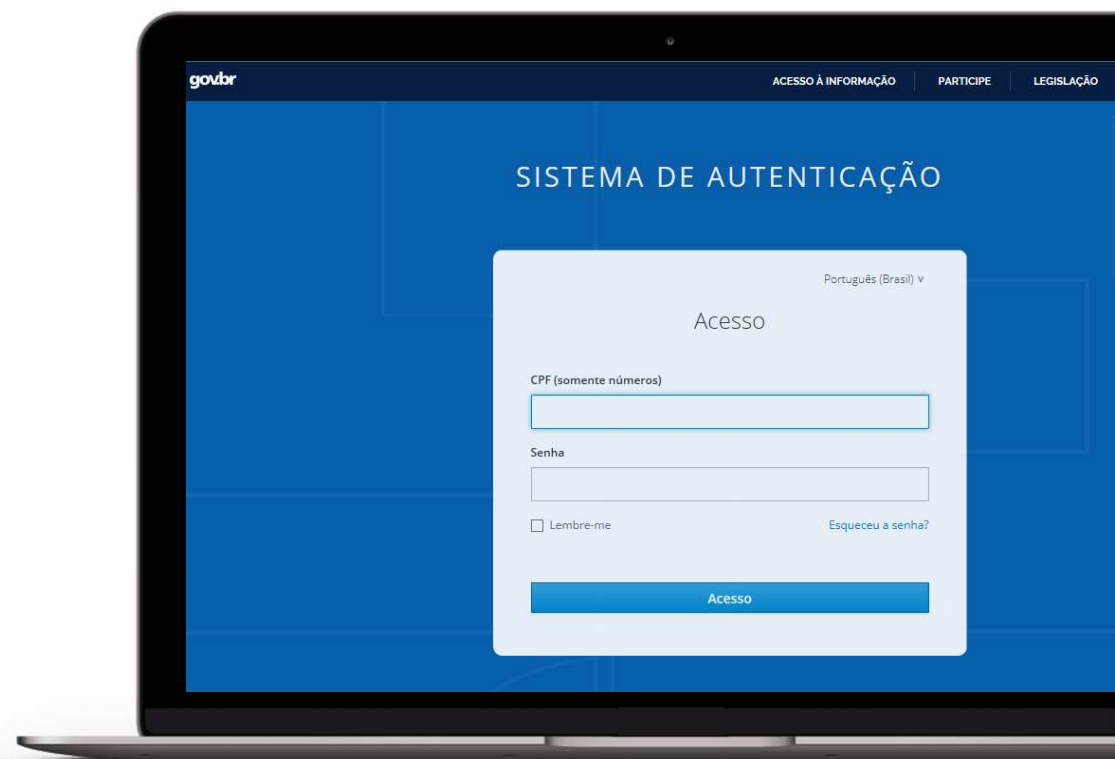 gov.br
ACESSO À INFORMAÇÃO PARTICIPE LEGISLAÇÃO
SISTEMA DE AUTENTICAÇÃO
Português (Brasil) v
Acesso
CPF (somente números)
Senha
Lembre-me Esqueceu a senha?
Acesso